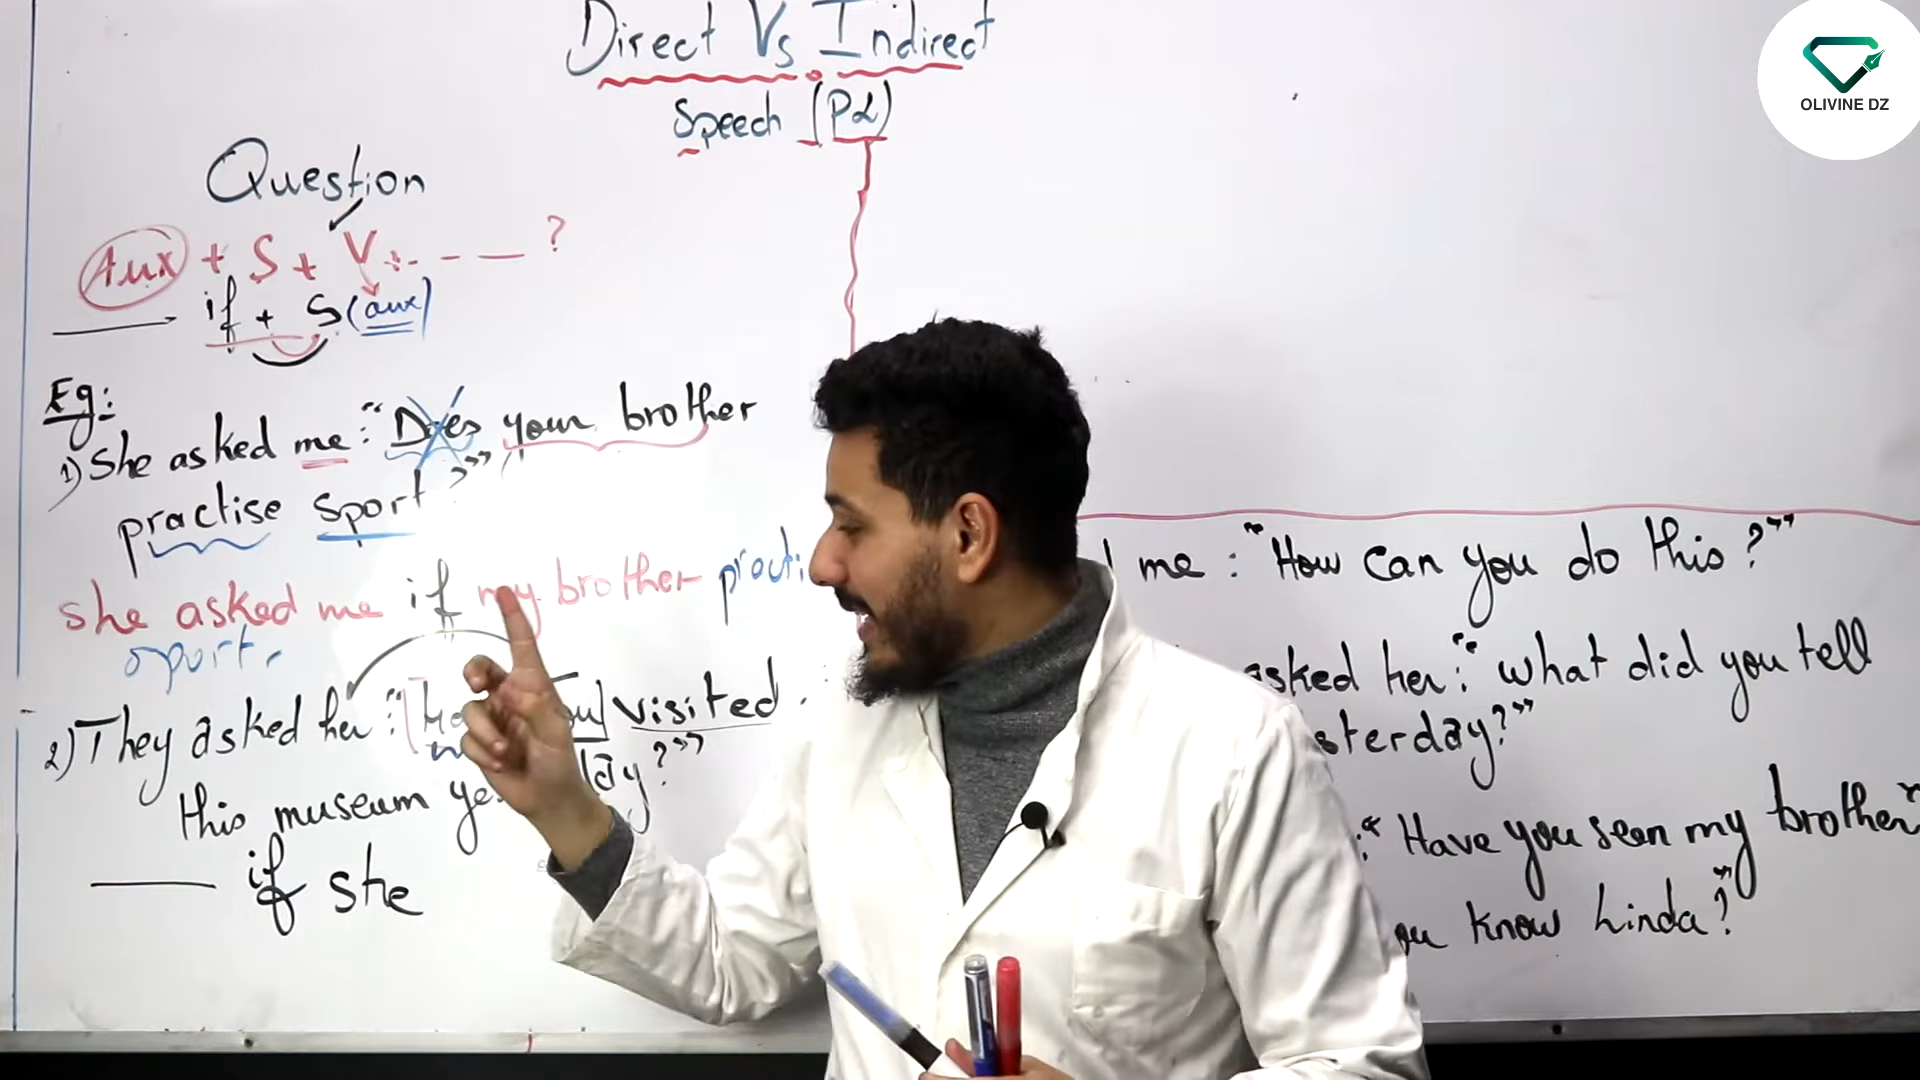 Direct Vs Indirect
Speech (P2)
OLIVINE DZ
Question
Aux + S + V + - - — ?
if + S (aux)
Eg:
1) She asked me: "Does your brother
practise sport?"
she asked me if my brother
sport.
2) They asked her: " visited
this museum
if she
me: "How can you do this?"
asked her: "what did you tell
"Have you seen my brother"
know Linda?"